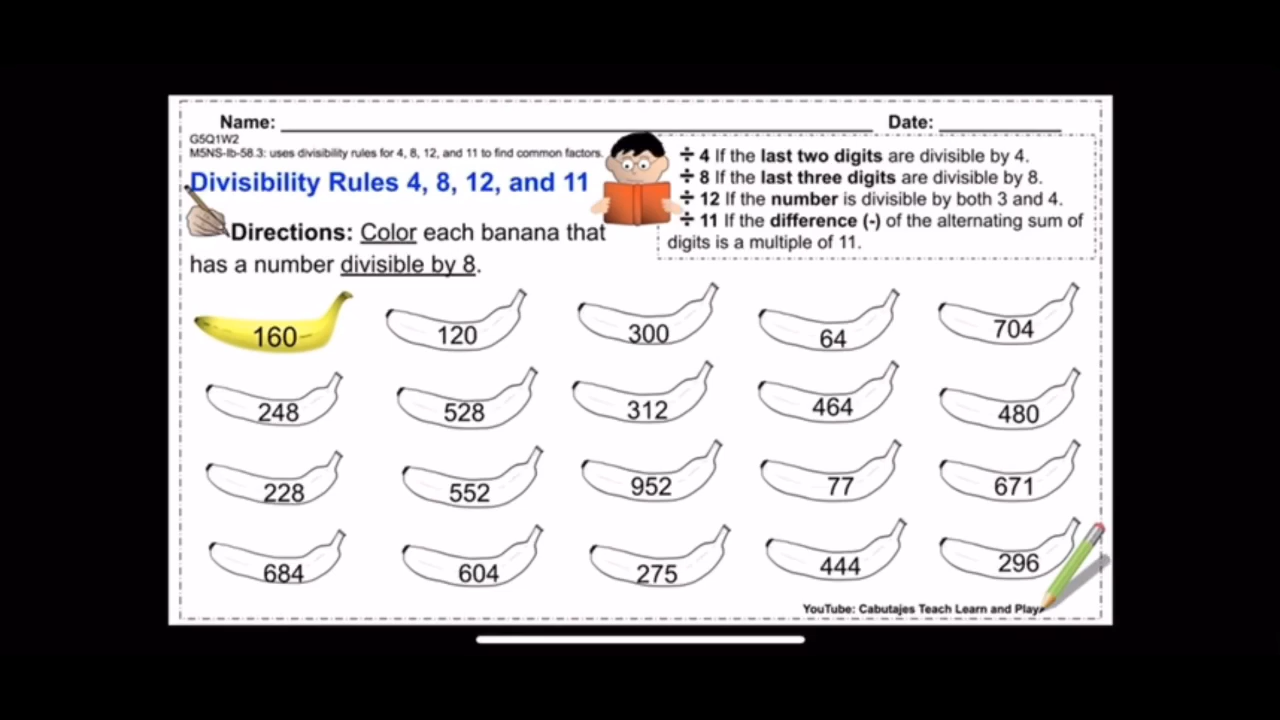 Name: Date:
G5Q1W2
M5NS-Ib-58.3: uses divisibility rules for 4, 8, 12, and 11 to find common factors.
Divisibility Rules 4, 8, 12, and 11
Directions: Color each banana that
has a number divisible by 8.
÷ 4 If the last two digits are divisible by 4.
÷ 8 If the last three digits are divisible by 8.
÷ 12 If the number is divisible by both 3 and 4.
÷ 11 If the difference (-) of the alternating sum of
digits is a multiple of 11.
160 120 300 64 704
248 528 312 464 480
228 552 952 77 671
684 604 275 444 296
YouTube: Cabutajes Teach Learn and Play